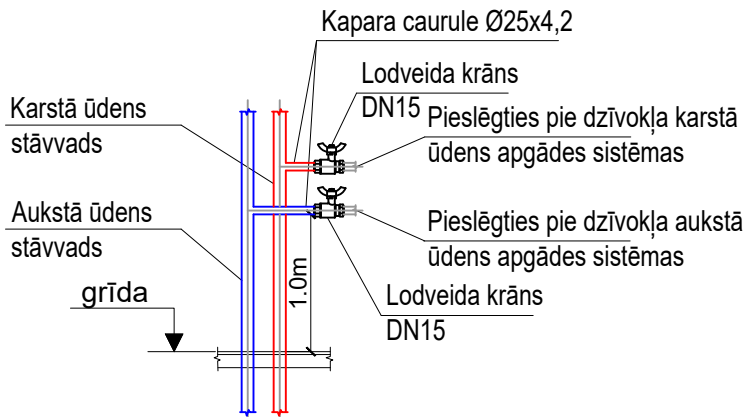 Kapara caurule Ø25x4,2
Lodveida krāns
DN15
Karstā ūdens
stāvvads
Pieslēgties pie dzīvokļa karstā
ūdens apgādes sistēmas
Aukstā ūdens
stāvvads
Pieslēgties pie dzīvokļa aukstā
ūdens apgādes sistēmas
1.0m
grīda
Lodveida krāns
DN15